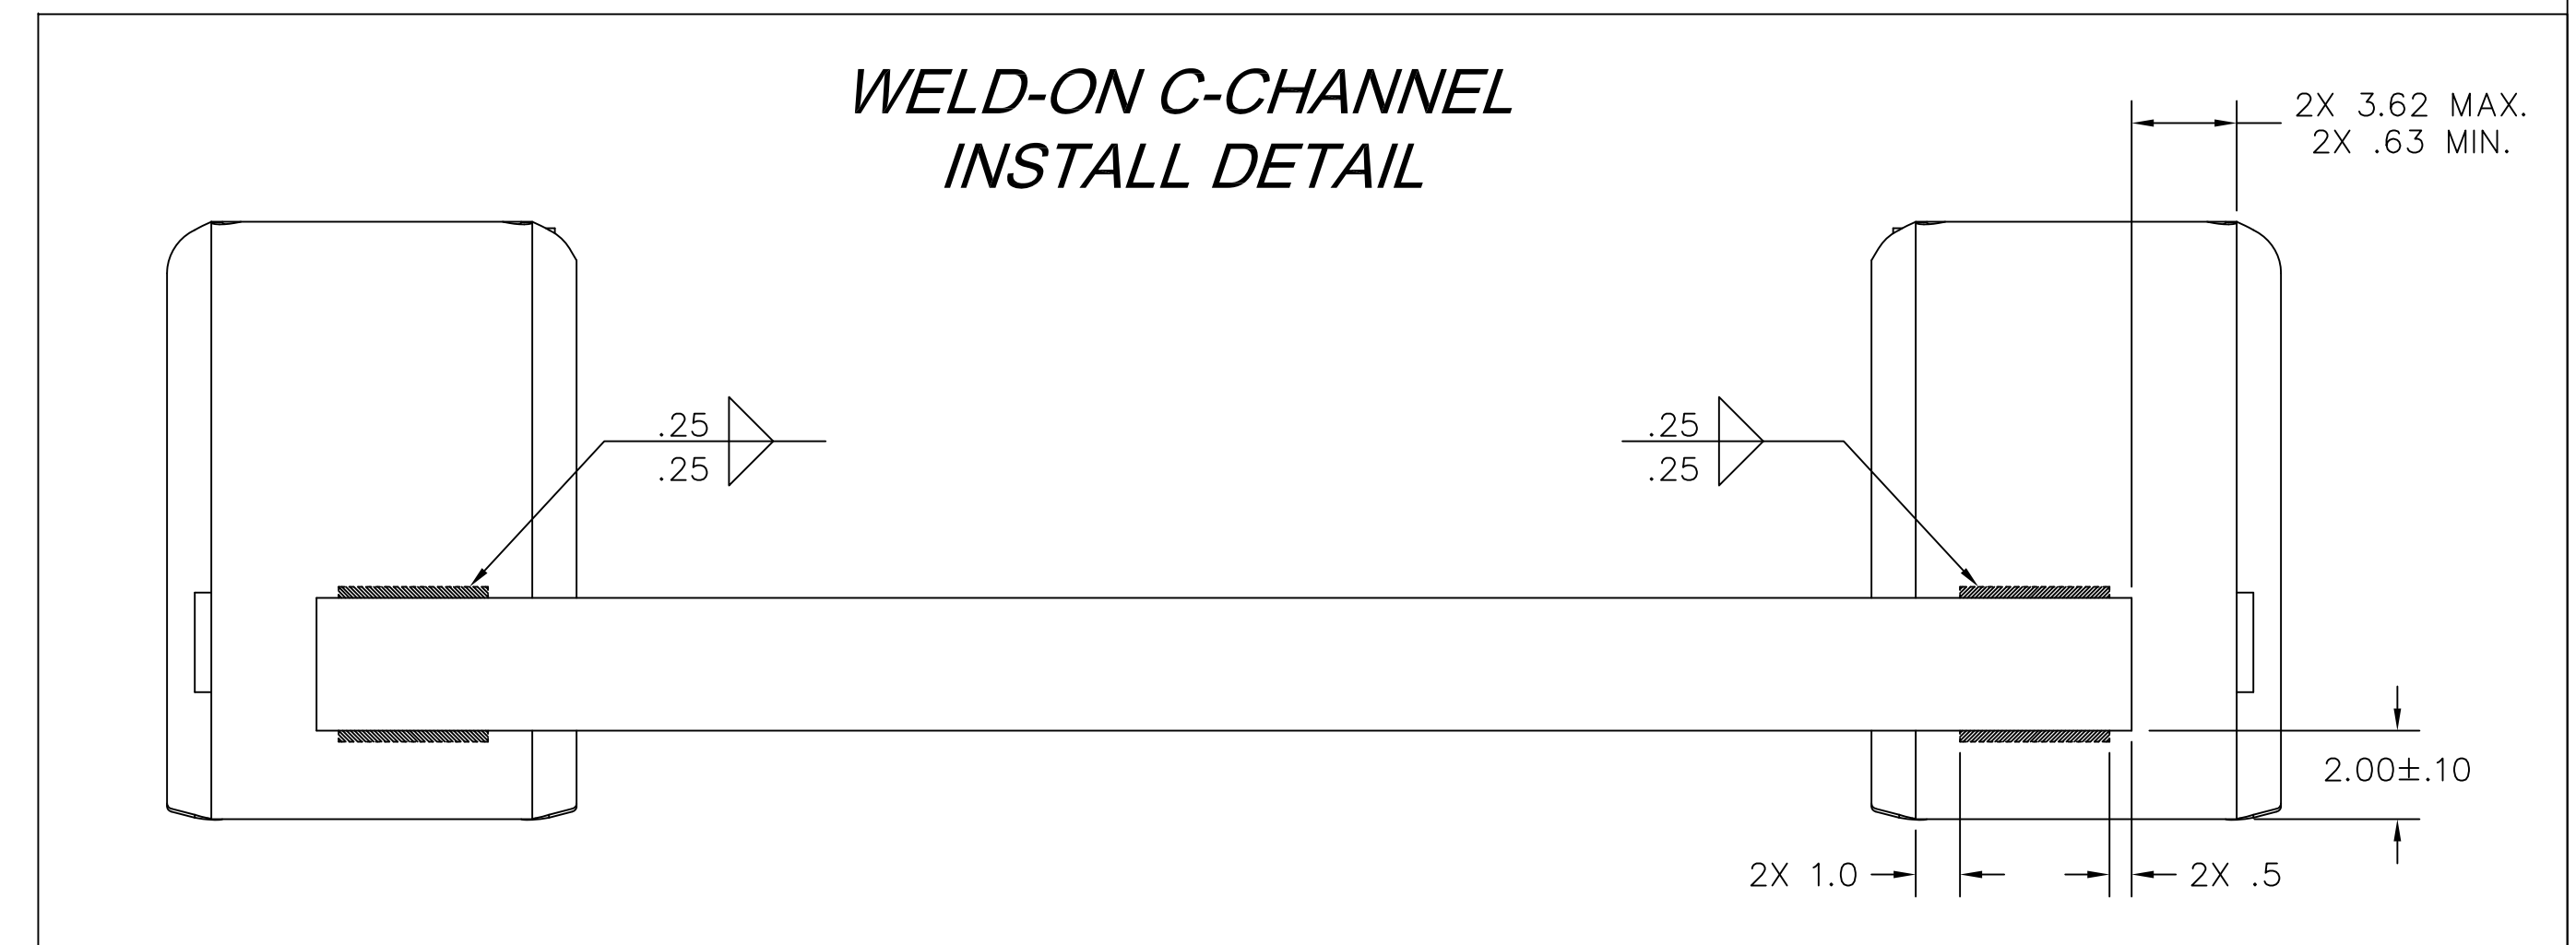 WELD-ON C-CHANNEL
INSTALL DETAIL
2X 3.62 MAX.
2X .63 MIN.
.25
.25
.25
.25
2.00±.10
2X 1.0
2X .5